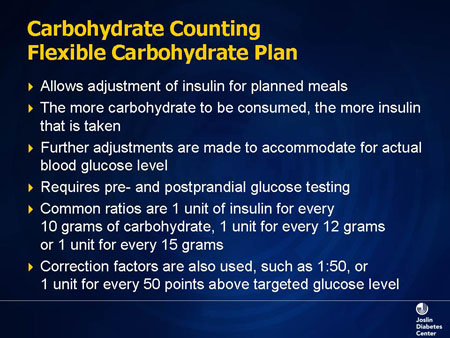 Carbohydrate Counting
Flexible Carbohydrate Plan
Allows adjustment of insulin for planned meals
The more carbohydrate to be consumed, the more insulin
that is taken
Further adjustments are made to accommodate for actual
blood glucose level
Requires pre- and postprandial glucose testing
Common ratios are 1 unit of insulin for every
10 grams of carbohydrate, 1 unit for every 12 grams
or 1 unit for every 15 grams
Correction factors are also used, such as 1:50, or
1 unit for every 50 points above targeted glucose level
Joslin
Diabetes
Center